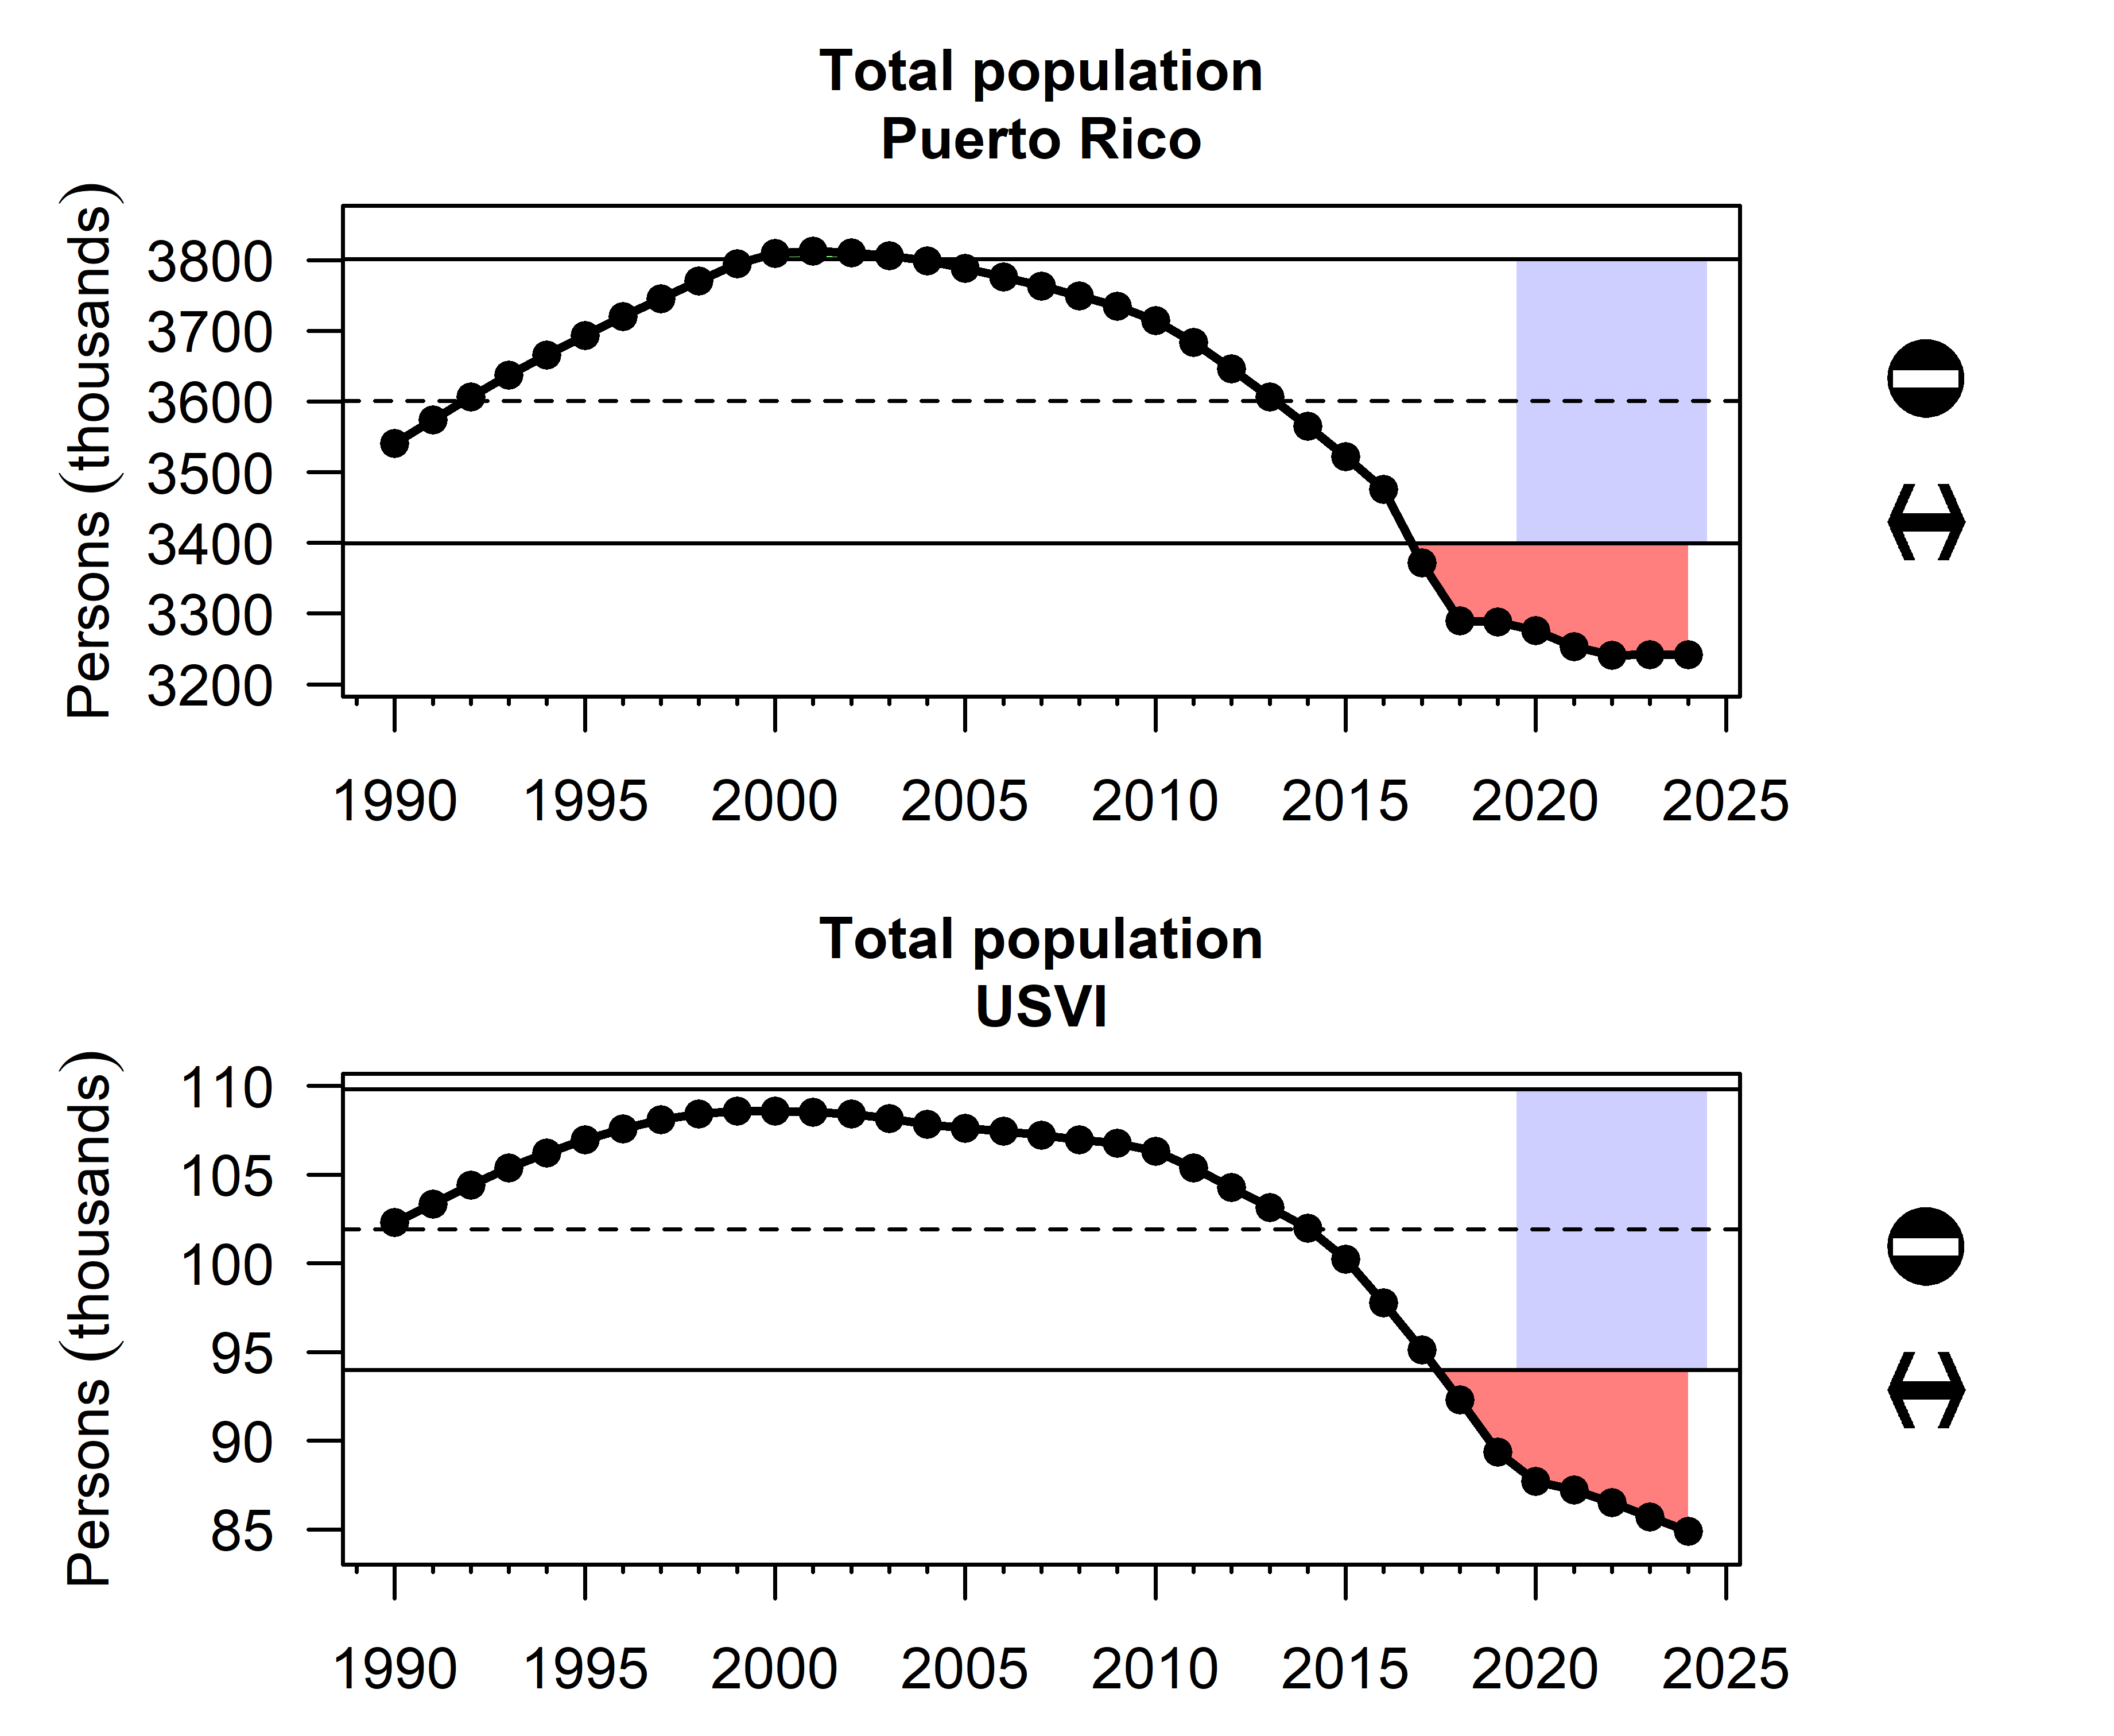 Total population
Puerto Rico
Persons (thousands)
3800
3700
3600
3500
3400
3300
3200
1990 1995 2000 2005 2010 2015 2020 2025
Total population
USVI
Persons (thousands)
110
105
100
95
90
85
1990 1995 2000 2005 2010 2015 2020 2025